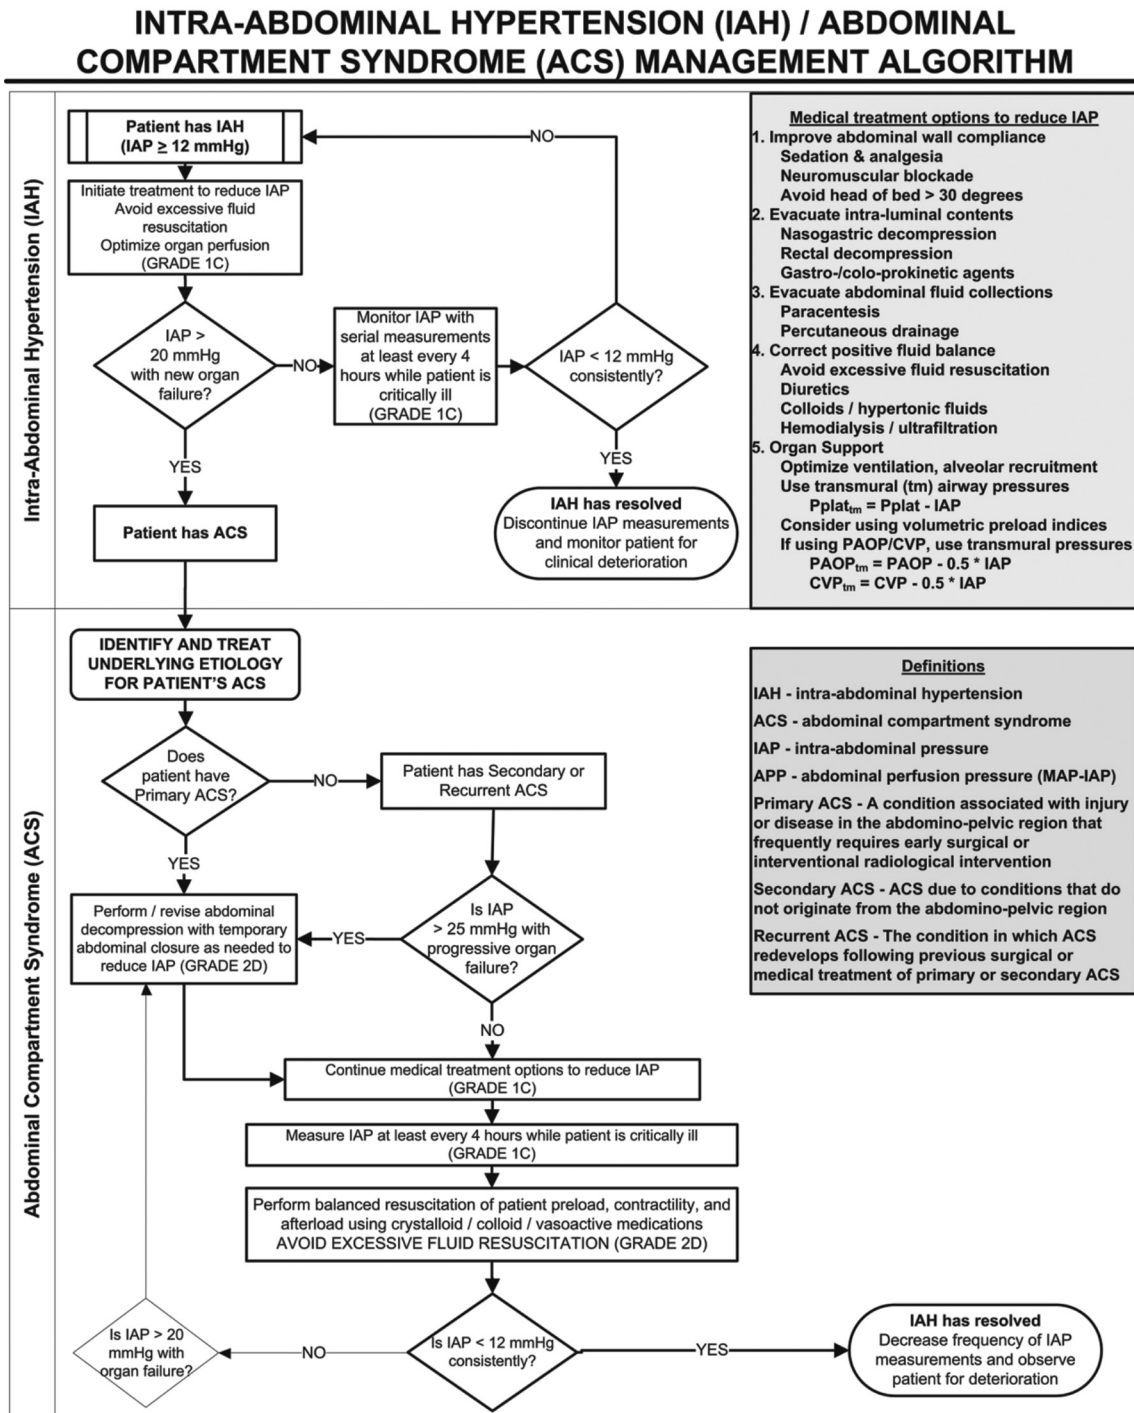 INTRA-ABDOMINAL HYPERTENSION (IAH) / ABDOMINAL
COMPARTMENT SYNDROME (ACS) MANAGEMENT ALGORITHM
Intra-Abdominal Hypertension (IAH)
Patient has IAH
(IAP ≥ 12 mmHg)
NO
Initiate treatment to reduce IAP
Avoid excessive fluid
resuscitation
Optimize organ perfusion
(GRADE 1C)
IAP >
20 mmHg
with new organ
failure?
NO
Monitor IAP with
serial measurements
at least every 4
hours while patient is
critically ill
(GRADE 1C)
IAP < 12 mmHg
consistently?
YES
YES
Patient has ACS
IAH has resolved
Discontinue IAP measurements
and monitor patient for
clinical deterioration
Medical treatment options to reduce IAP
1. Improve abdominal wall compliance
Sedation & analgesia
Neuromuscular blockade
Avoid head of bed > 30 degrees
2. Evacuate intra-luminal contents
Nasogastric decompression
Rectal decompression
Gastro-/colo-prokinetic agents
3. Evacuate abdominal fluid collections
Paracentesis
Percutaneous drainage
4. Correct positive fluid balance
Avoid excessive fluid resuscitation
Diuretics
Colloids / hypertonic fluids
Hemodialysis / ultrafiltration
5. Organ Support
Optimize ventilation, alveolar recruitment
Use transmural (tm) airway pressures
Pplattm = Pplat - IAP
Consider using volumetric preload indices
If using PAOP/CVP, use transmural pressures
PAOPtm = PAOP - 0.5 * IAP
CVPtm = CVP - 0.5 * IAP
Abdominal Compartment Syndrome (ACS)
IDENTIFY AND TREAT
UNDERLYING ETIOLOGY
FOR PATIENT'S ACS
Does
patient have
Primary ACS?
NO
Patient has Secondary or
Recurrent ACS
YES
Perform / revise abdominal
decompression with temporary
abdominal closure as needed to
reduce IAP (GRADE 2D)
YES
Is IAP
> 25 mmHg with
progressive organ
failure?
NO
Continue medical treatment options to reduce IAP
(GRADE 1C)
Measure IAP at least every 4 hours while patient is critically ill
(GRADE 1C)
Perform balanced resuscitation of patient preload, contractility, and
afterload using crystalloid / colloid / vasoactive medications
AVOID EXCESSIVE FLUID RESUSCITATION (GRADE 2D)
Is IAP > 20
mmHg with
organ failure?
NO
Is IAP < 12 mmHg
consistently?
YES
IAH has resolved
Decrease frequency of IAP
measurements and observe
patient for deterioration
Definitions
IAH - intra-abdominal hypertension
ACS - abdominal compartment syndrome
IAP - intra-abdominal pressure
APP - abdominal perfusion pressure (MAP-IAP)
Primary ACS - A condition associated with injury
or disease in the abdomino-pelvic region that
frequently requires early surgical or
interventional radiological intervention
Secondary ACS - ACS due to conditions that do
not originate from the abdomino-pelvic region
Recurrent ACS - The condition in which ACS
redevelops following previous surgical or
medical treatment of primary or secondary ACS